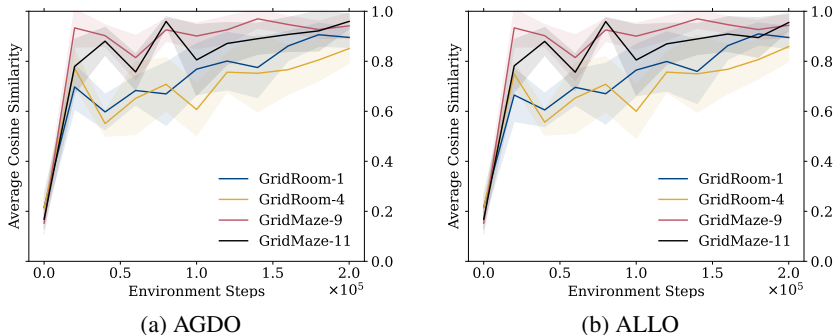 Average Cosine Similarity
1.0
0.8
0.6
0.4
0.2
0.0
GridRoom-1
GridRoom-4
GridMaze-9
GridMaze-11
0.0 0.5 1.0 1.5 2.0
Environment Steps ×10⁵
(a) AGDO
Average Cosine Similarity
1.0
0.8
0.6
0.4
0.2
0.0
GridRoom-1
GridRoom-4
GridMaze-9
GridMaze-11
0.0 0.5 1.0 1.5 2.0
Environment Steps ×10⁵
(b) ALLO